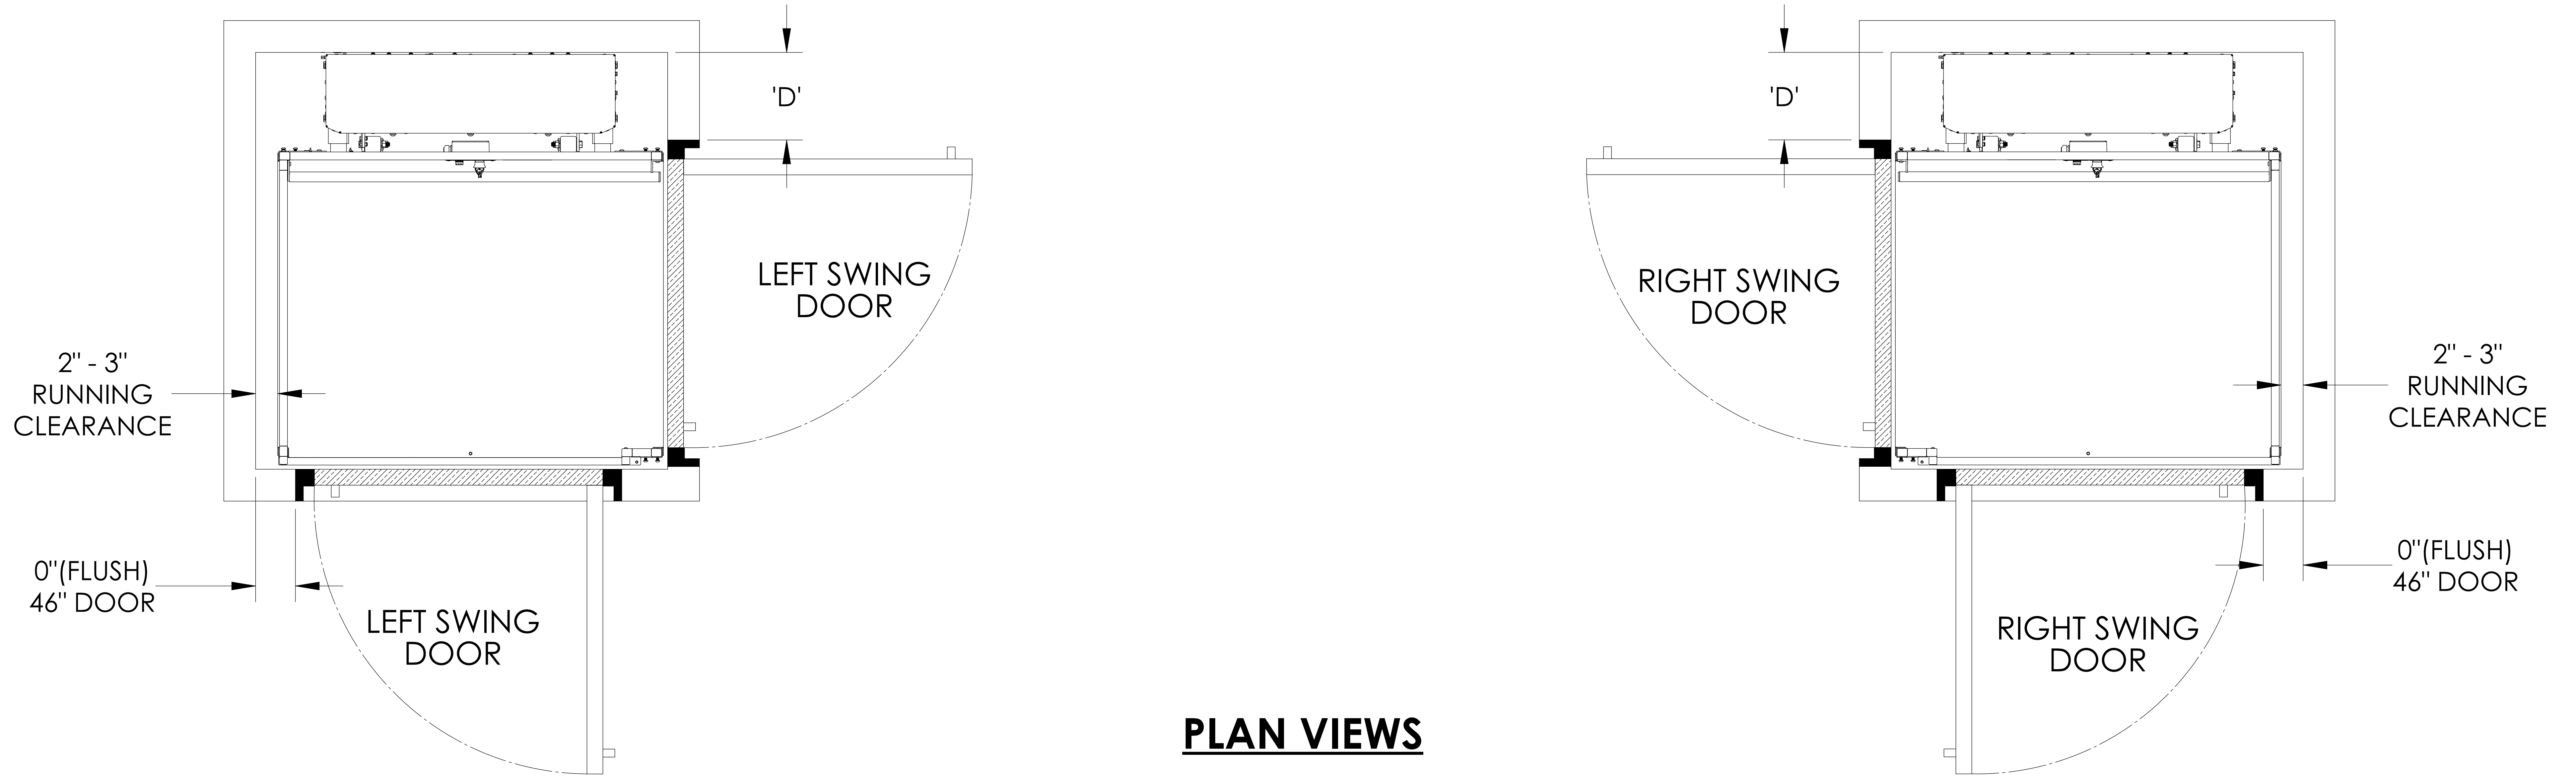 'D'
LEFT SWING
DOOR
2" - 3"
RUNNING
CLEARANCE
0"(FLUSH)
46" DOOR
LEFT SWING
DOOR
'D'
RIGHT SWING
DOOR
2" - 3"
RUNNING
CLEARANCE
0"(FLUSH)
46" DOOR
RIGHT SWING
DOOR
PLAN VIEWS